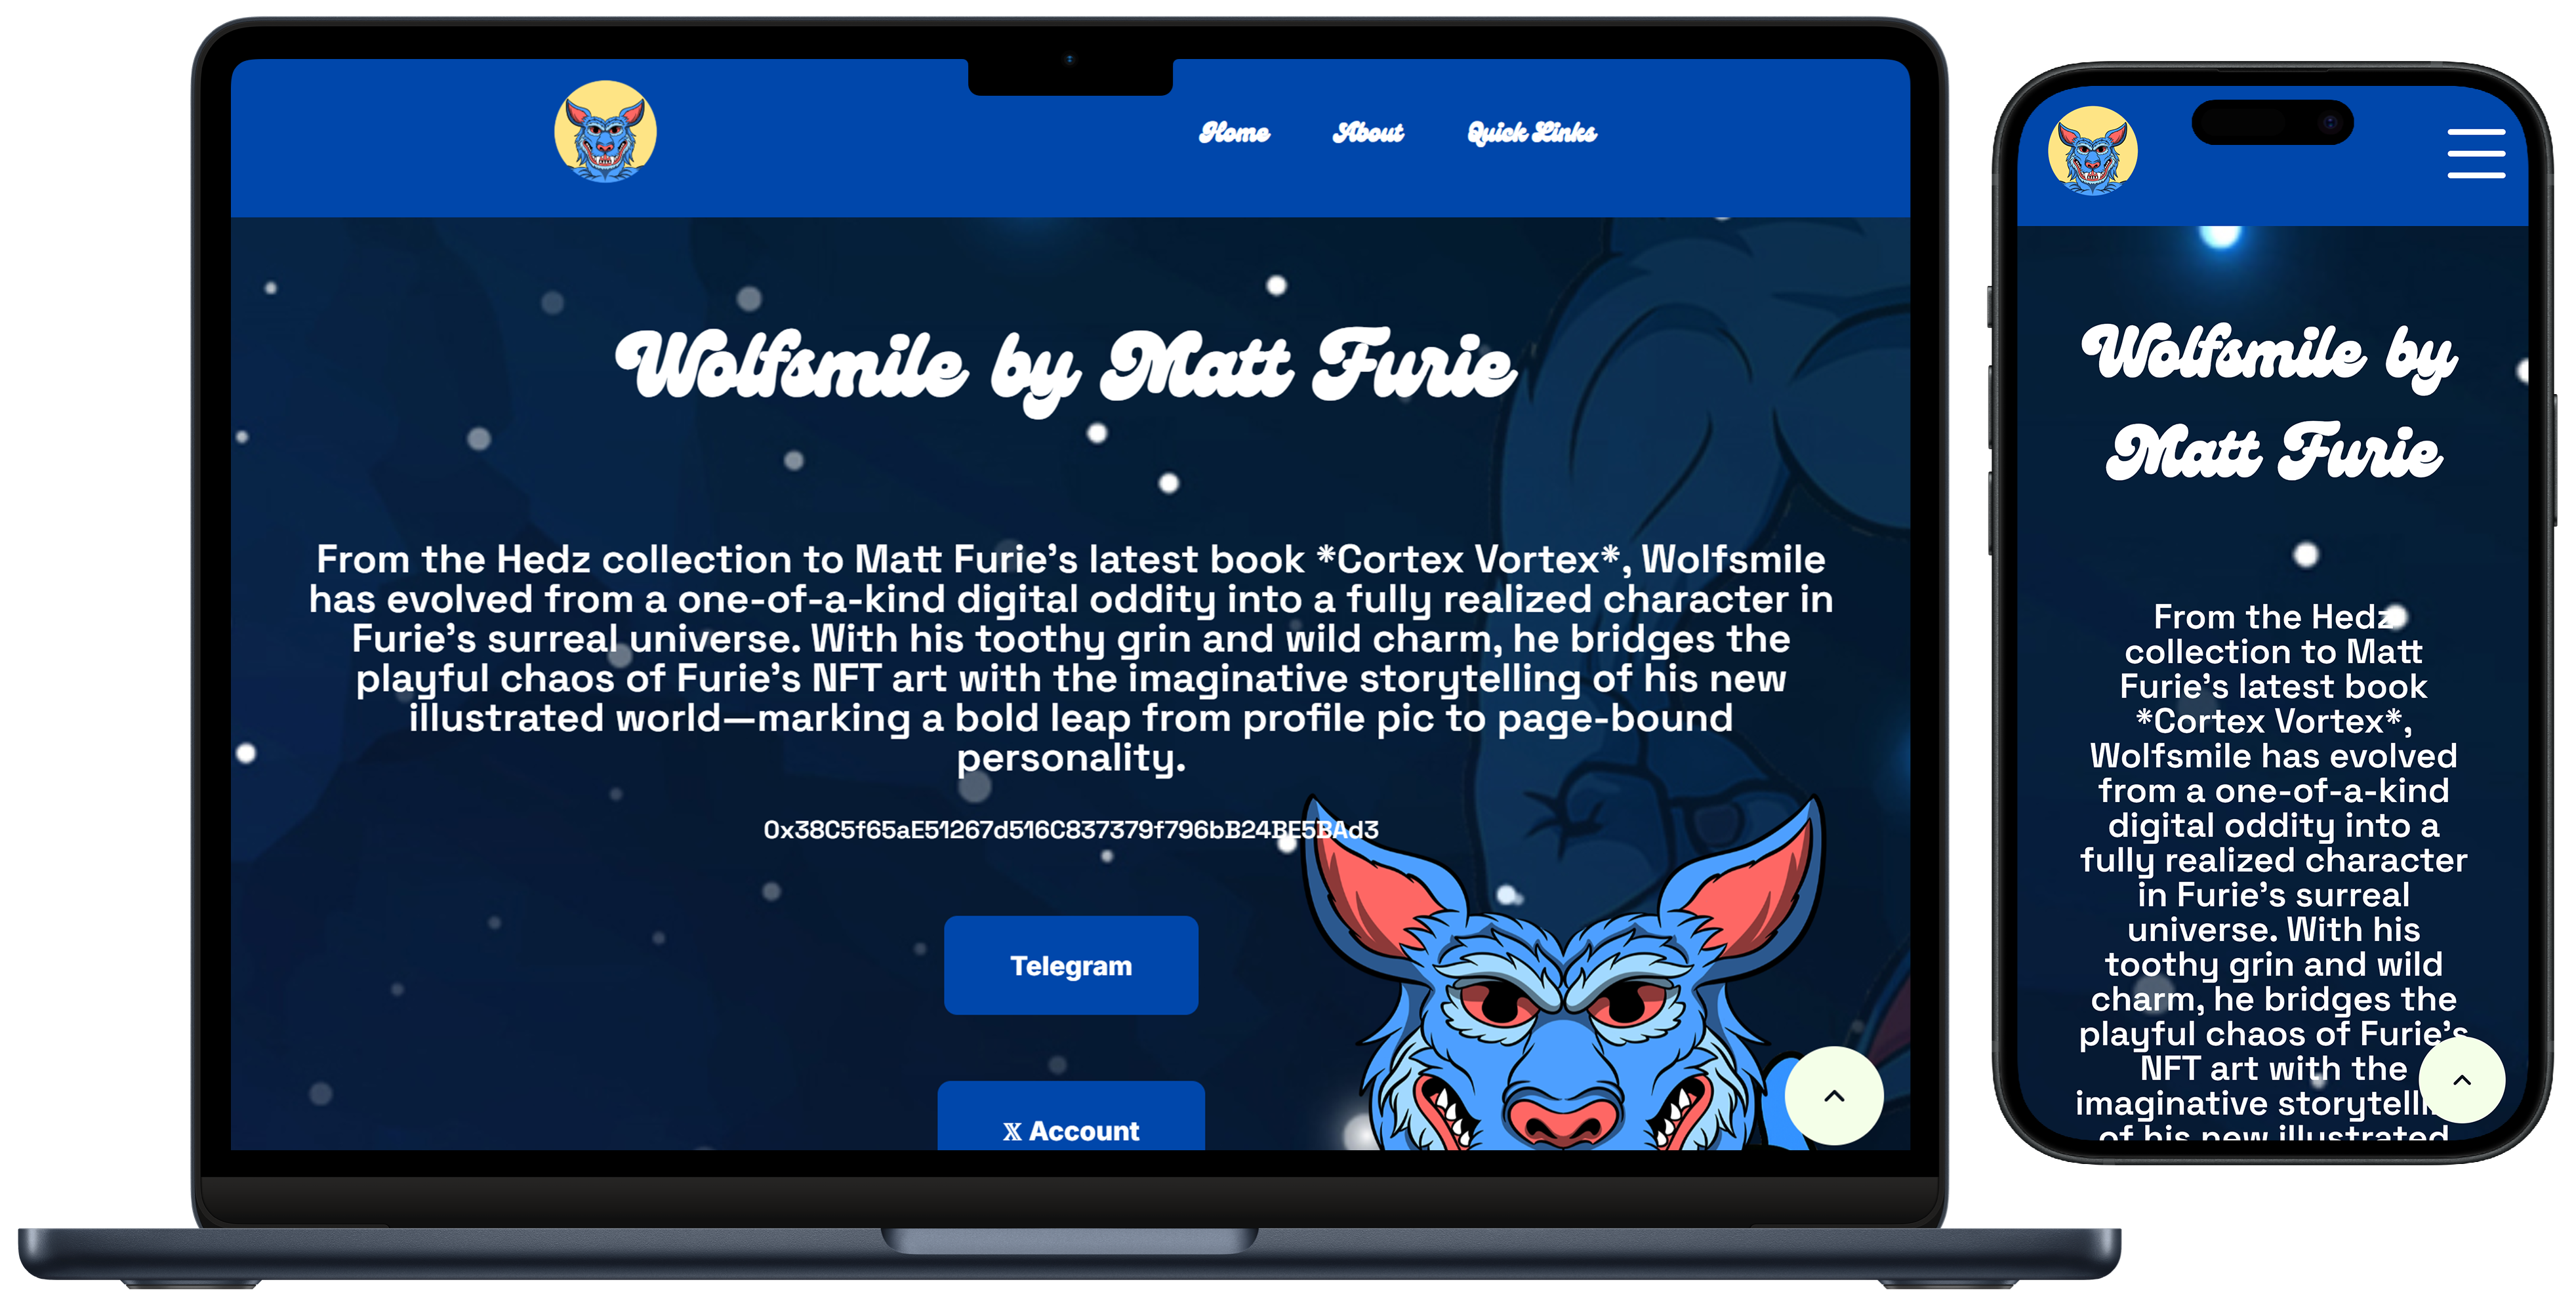 Home About Quick Links
Wolfsmile by Matt Furie
From the Hedz collection to Matt Furie's latest book *Cortex Vortex*, Wolfsmile
has evolved from a one-of-a-kind digital oddity into a fully realized character in
Furie's surreal universe. With his toothy grin and wild charm, he bridges the
playful chaos of Furie's NFT art with the imaginative storytelling of his new
illustrated world—marking a bold leap from profile pic to page-bound
personality.
0x38C5f65aE51267d516C837379f796bB24BE5BAd3
Telegram
𝕏 Account
Wolfsmile by
Matt Furie
From the Hedz
collection to Matt
Furie's latest book
*Cortex Vortex*,
Wolfsmile has evolved
from a one-of-a-kind
digital oddity into a
fully realized character
in Furie's surreal
universe. With his
toothy grin and wild
charm, he bridges the
playful chaos of Furie's
NFT art with the
imaginative
of his new illustrated